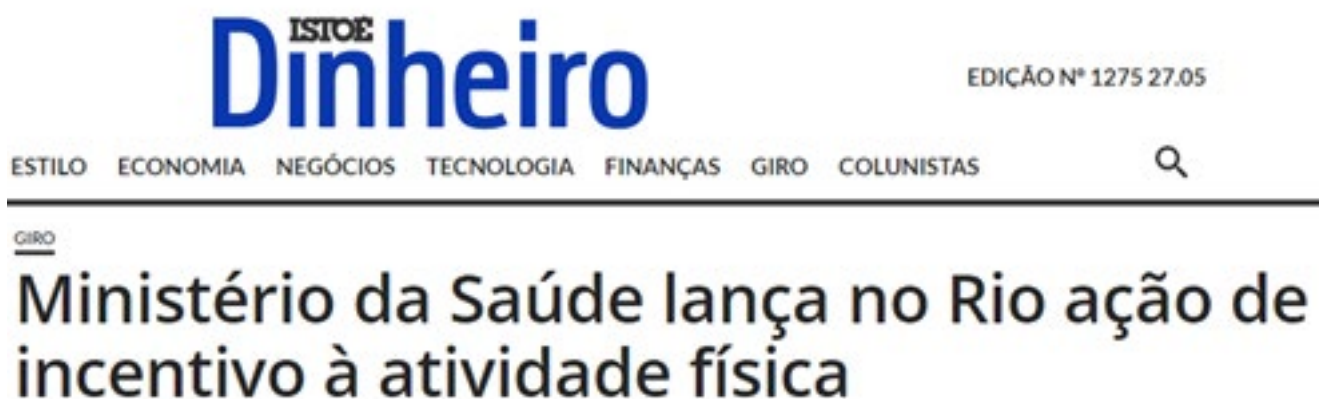 ISTOÉ
Dinheiro
EDIÇÃO Nº 1275 27.05
ESTILO ECONOMIA NEGÓCIOS TECNOLOGIA FINANÇAS GIRO COLUNISTAS
GIRO
Ministério da Saúde lança no Rio ação de
incentivo à atividade física